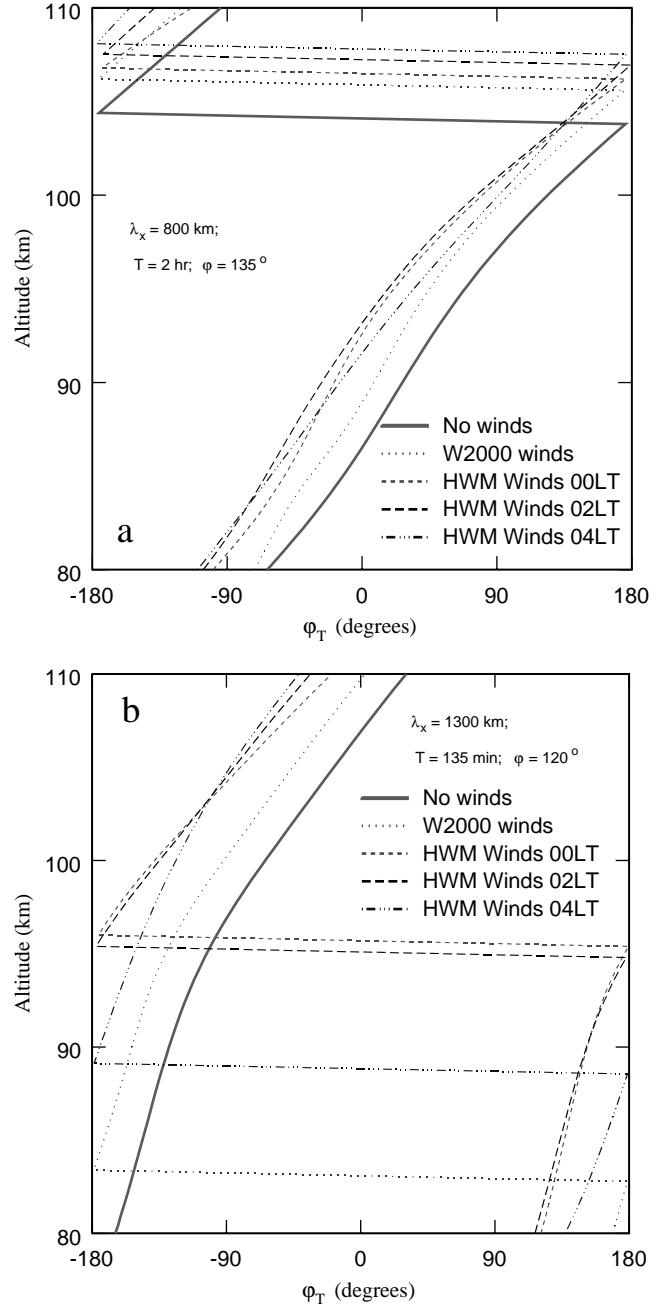 110
100
90
80
Altitude (km)
λx = 800 km;
T = 2 hr; φ = 135 o
No winds
W2000 winds
HWM Winds 00LT
HWM Winds 02LT
HWM Winds 04LT
a
-180 -90 0 90 180
φT (degrees)
b
110
100
90
80
Altitude (km)
λx = 1300 km;
T = 135 min; φ = 120 o
No winds
W2000 winds
HWM Winds 00LT
HWM Winds 02LT
HWM Winds 04LT
-180 -90 0 90 180
φT (degrees)